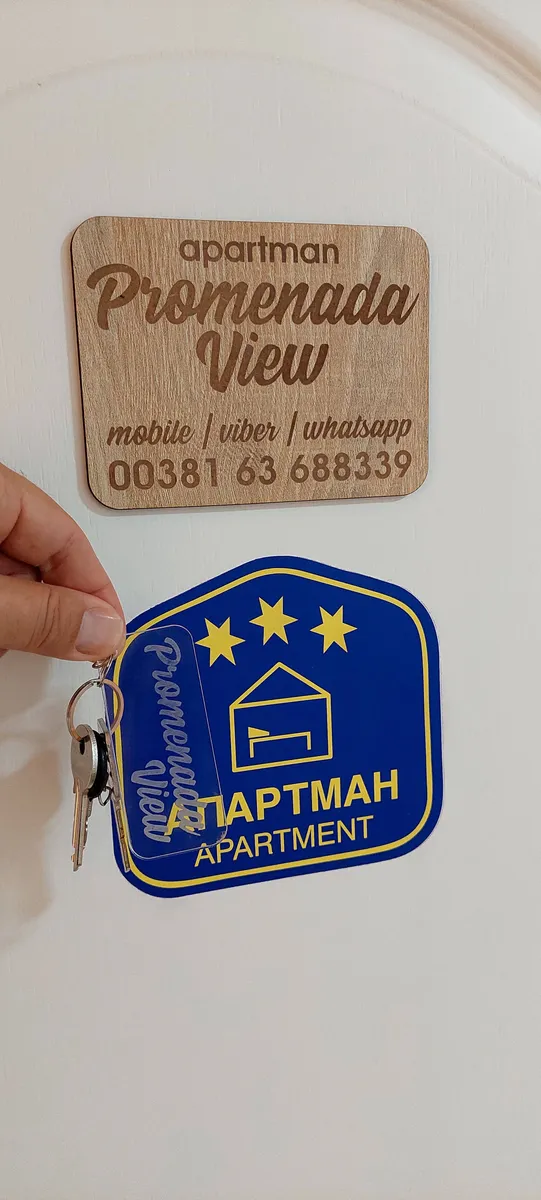 apartman
Promenada
View
mobile | viber | whatsapp
00381 63 688339
Promenada
View
АПАРТМАН
APARTMENT